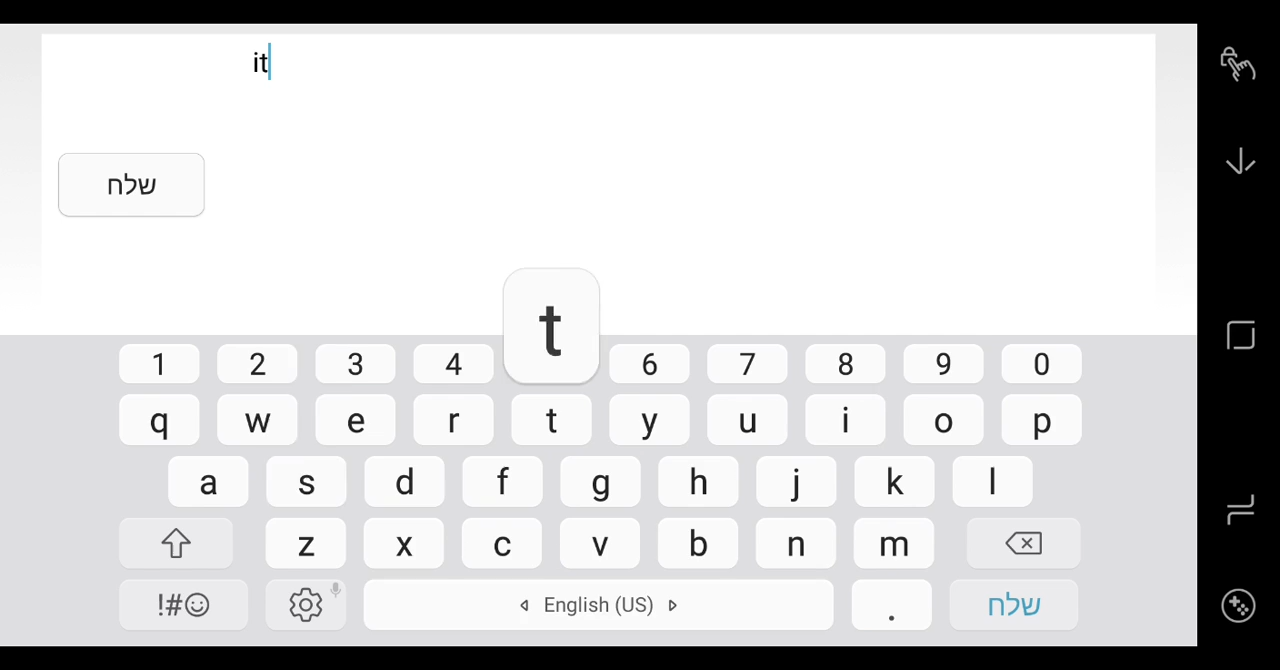 it
שלח
t
1 2 3 4 6 7 8 9 0
q w e r t y u i o p
a s d f g h j k l
z x c v b n m
!#☺ English (US) . שלח